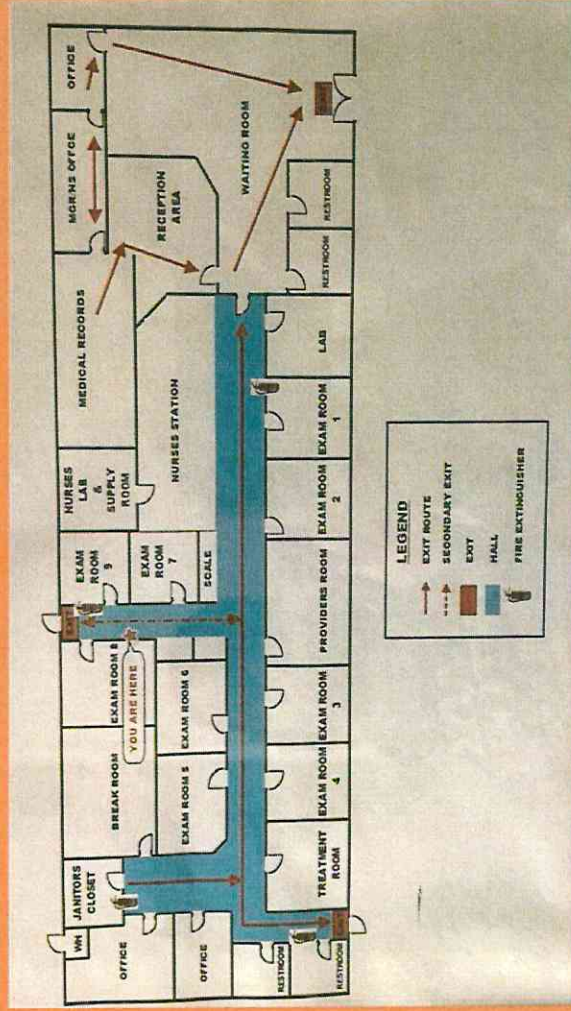 WH
JANITORS
CLOSET
OFFICE
BREAK ROOM
EXAM ROOM 8
YOU ARE HERE
EXIT
EXAM
ROOM
9
NURSES
LAB
&
SUPPLY
ROOM
MEDICAL RECORDS
MGR/NS OFFICE
OFFICE
OFFICE
EXAM ROOM 5
EXAM ROOM 6
EXAM
ROOM
7
SCALE
NURSES STATION
RECEPTION
AREA
WAITING ROOM
RESTROOM
RESTROOM
EXIT
TREATMENT
ROOM
EXAM ROOM
4
EXAM ROOM
3
PROVIDERS ROOM
EXAM ROOM
2
EXAM ROOM
1
LAB
RESTROOM
RESTROOM
EXIT
LEGEND
EXIT ROUTE
SECONDARY EXIT
EXIT
HALL
FIRE EXTINGUISHER